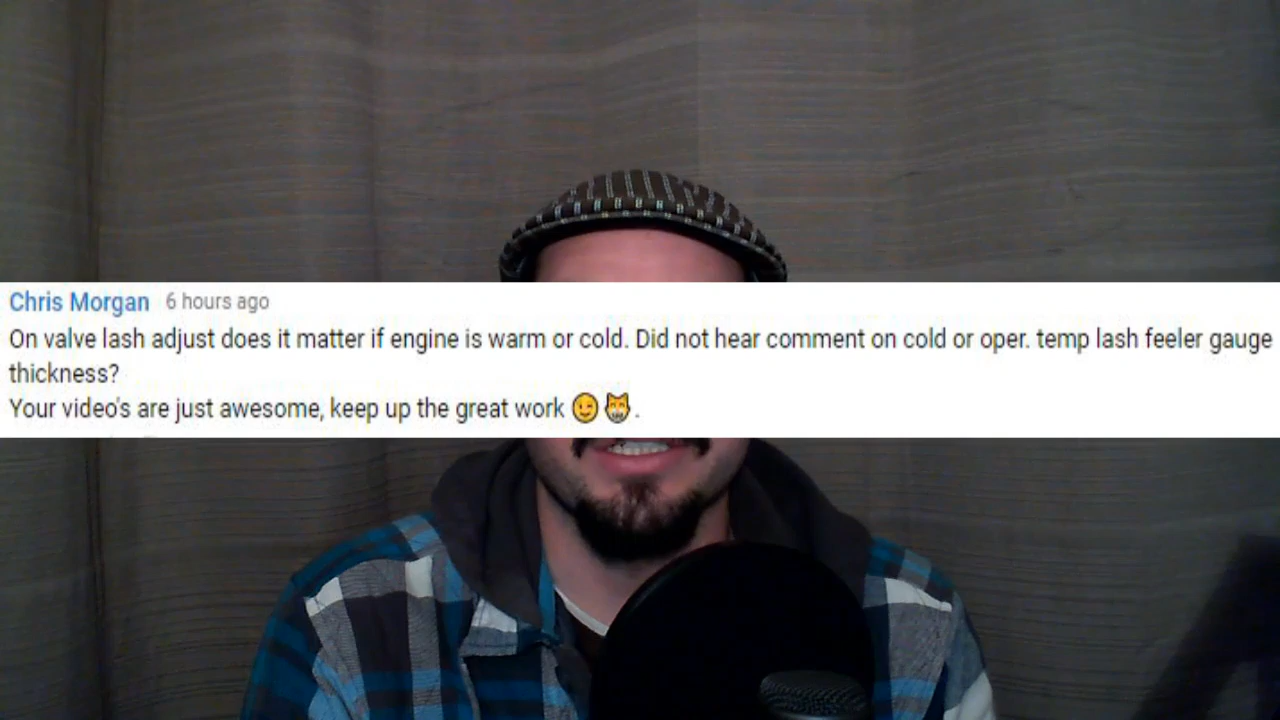 Chris Morgan 6 hours ago
On valve lash adjust does it matter if engine is warm or cold. Did not hear comment on cold or oper. temp lash feeler gauge
thickness?
Your video's are just awesome, keep up the great work 😉😸.